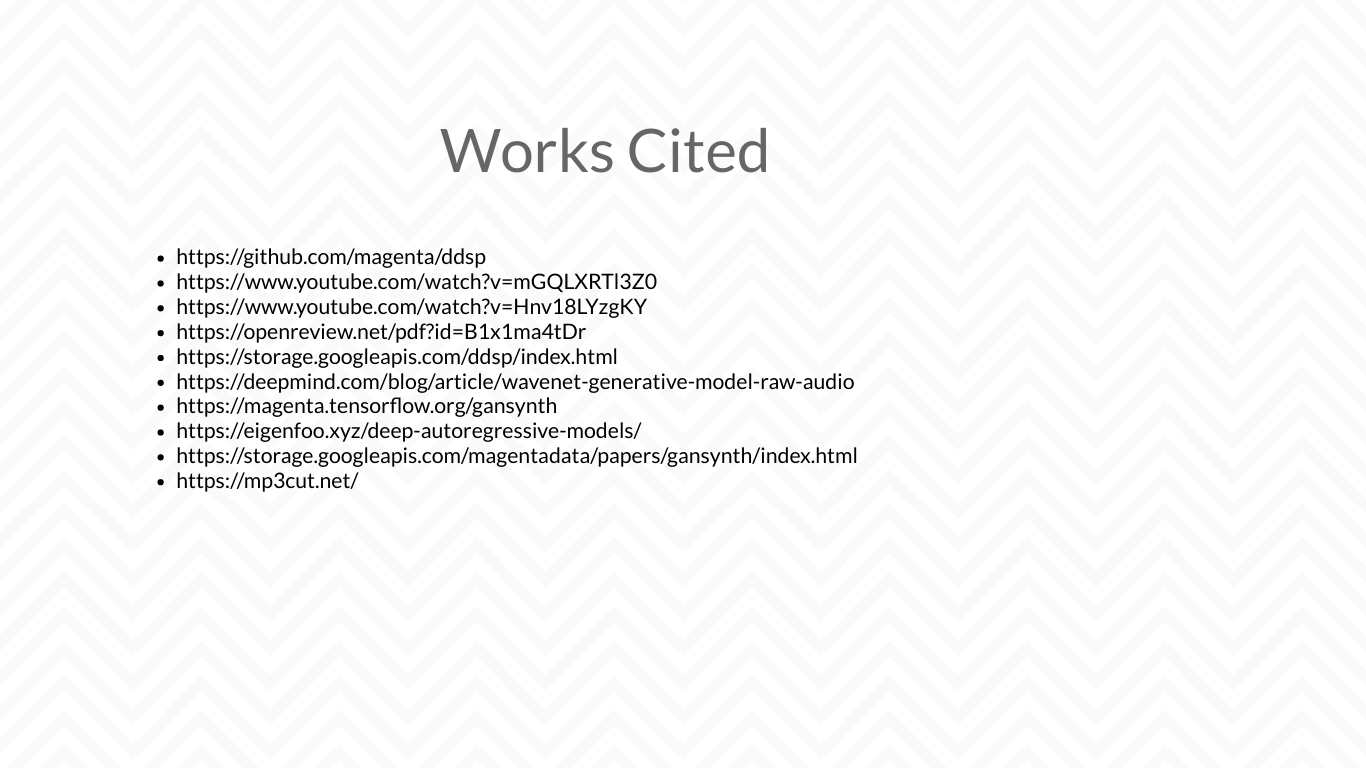 Works Cited
• https://github.com/magenta/ddsp
• https://www.youtube.com/watch?v=mGQLXRTl3Z0
• https://www.youtube.com/watch?v=Hnv18LYzgKY
• https://openreview.net/pdf?id=B1x1ma4tDr
• https://storage.googleapis.com/ddsp/index.html
• https://deepmind.com/blog/article/wavenet-generative-model-raw-audio
• https://magenta.tensorflow.org/gansynth
• https://eigenfoo.xyz/deep-autoregressive-models/
• https://storage.googleapis.com/magentadata/papers/gansynth/index.html
• https://mp3cut.net/